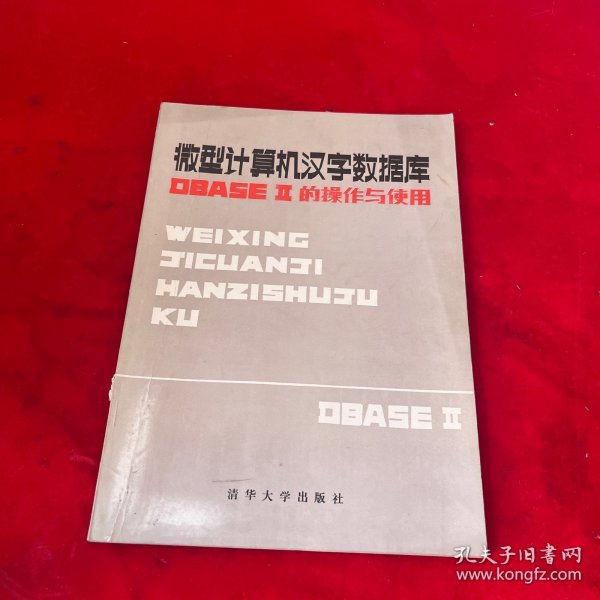 微型计算机汉字数据库
DBASE II 的操作与使用
WEIXING
JICUANJI
HANZISHUJU
KU
DBASE II
清华大学出版社
孔夫子旧书网
www.kongfz.com